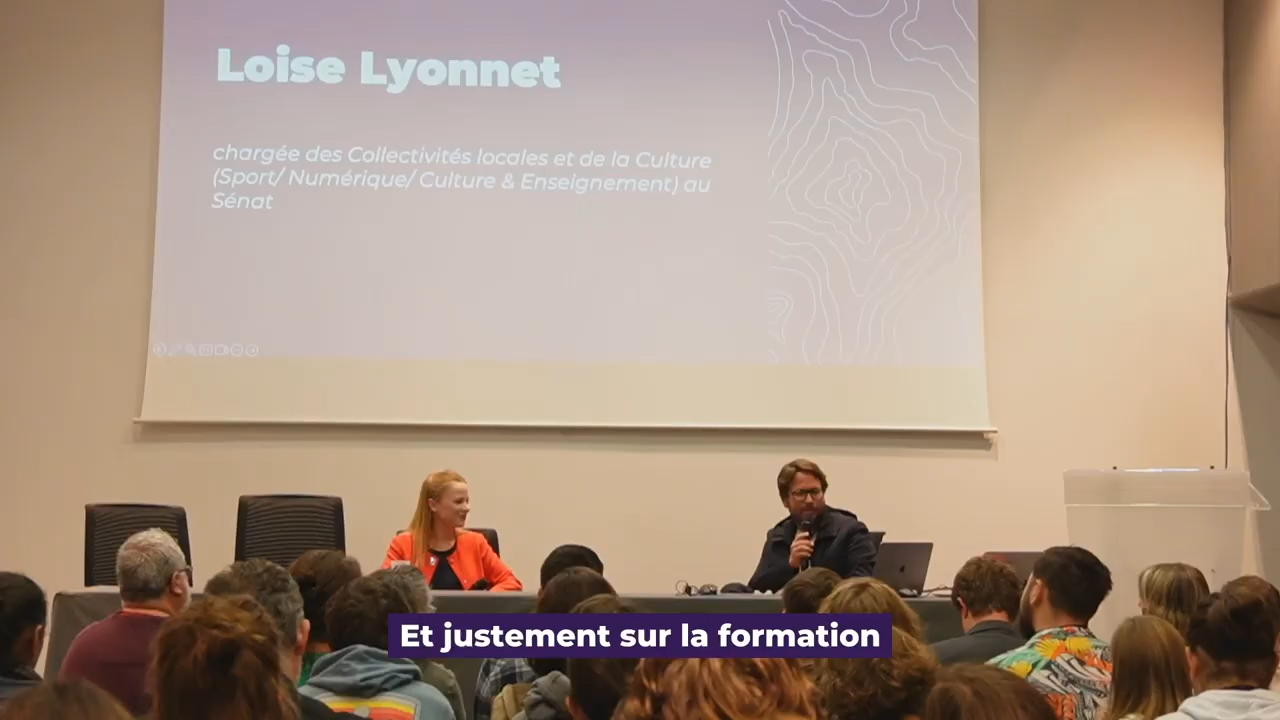 Loise Lyonnet
chargée des Collectivités locales et de la Culture
(Sport/ Numérique/ Culture & Enseignement) au
Sénat
Et justement sur la formation